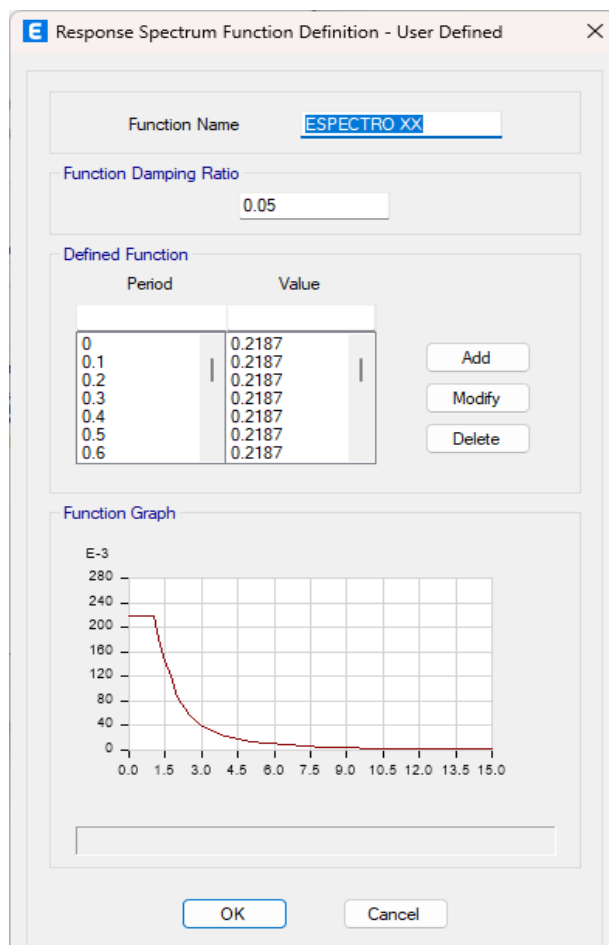 Response Spectrum Function Definition - User Defined
Function Name ESPECTRO XX
Function Damping Ratio
0.05
Defined Function
Period Value
0 0.2187
0.1 0.2187
0.2 0.2187
0.3 0.2187
0.4 0.2187
0.5 0.2187
0.6 0.2187
Add
Modify
Delete
Function Graph
E-3
280
240
200
160
120
80
40
0
0.0 1.5 3.0 4.5 6.0 7.5 9.0 10.5 12.0 13.5 15.0
OK Cancel